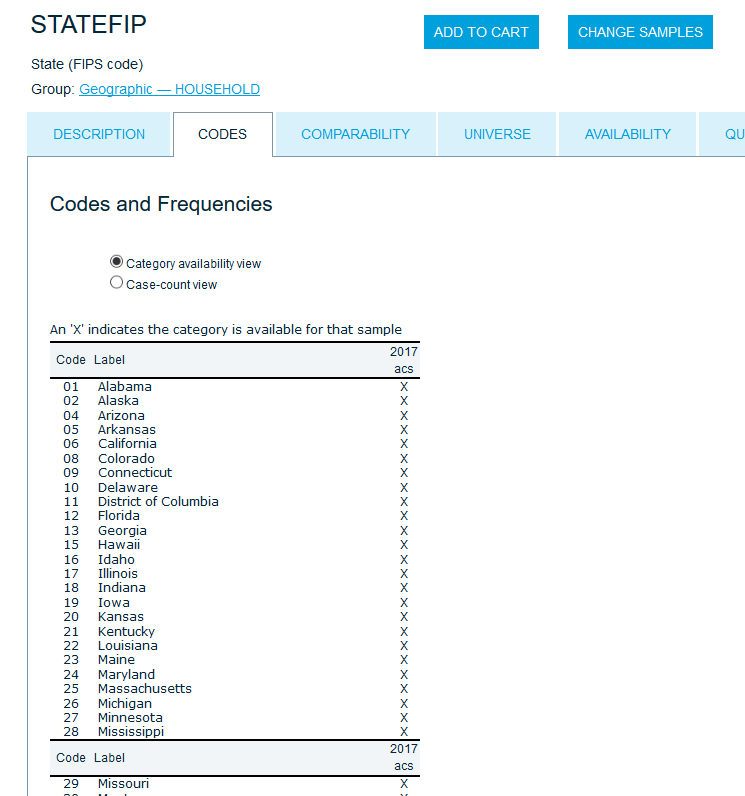 STATEFIP
ADD TO CART
CHANGE SAMPLES
State (FIPS code)
Group: Geographic — HOUSEHOLD
DESCRIPTION CODES COMPARABILITY UNIVERSE AVAILABILITY QU
Codes and Frequencies
Category availability view
Case-count view
An 'X' indicates the category is available for that sample
Code Label 2017 acs
01 Alabama X
02 Alaska X
04 Arizona X
05 Arkansas X
06 California X
08 Colorado X
09 Connecticut X
10 Delaware X
11 District of Columbia X
12 Florida X
13 Georgia X
15 Hawaii X
16 Idaho X
17 Illinois X
18 Indiana X
19 Iowa X
20 Kansas X
21 Kentucky X
22 Louisiana X
23 Maine X
24 Maryland X
25 Massachusetts X
26 Michigan X
27 Minnesota X
28 Mississippi X
Code Label 2017 acs
29 Missouri X